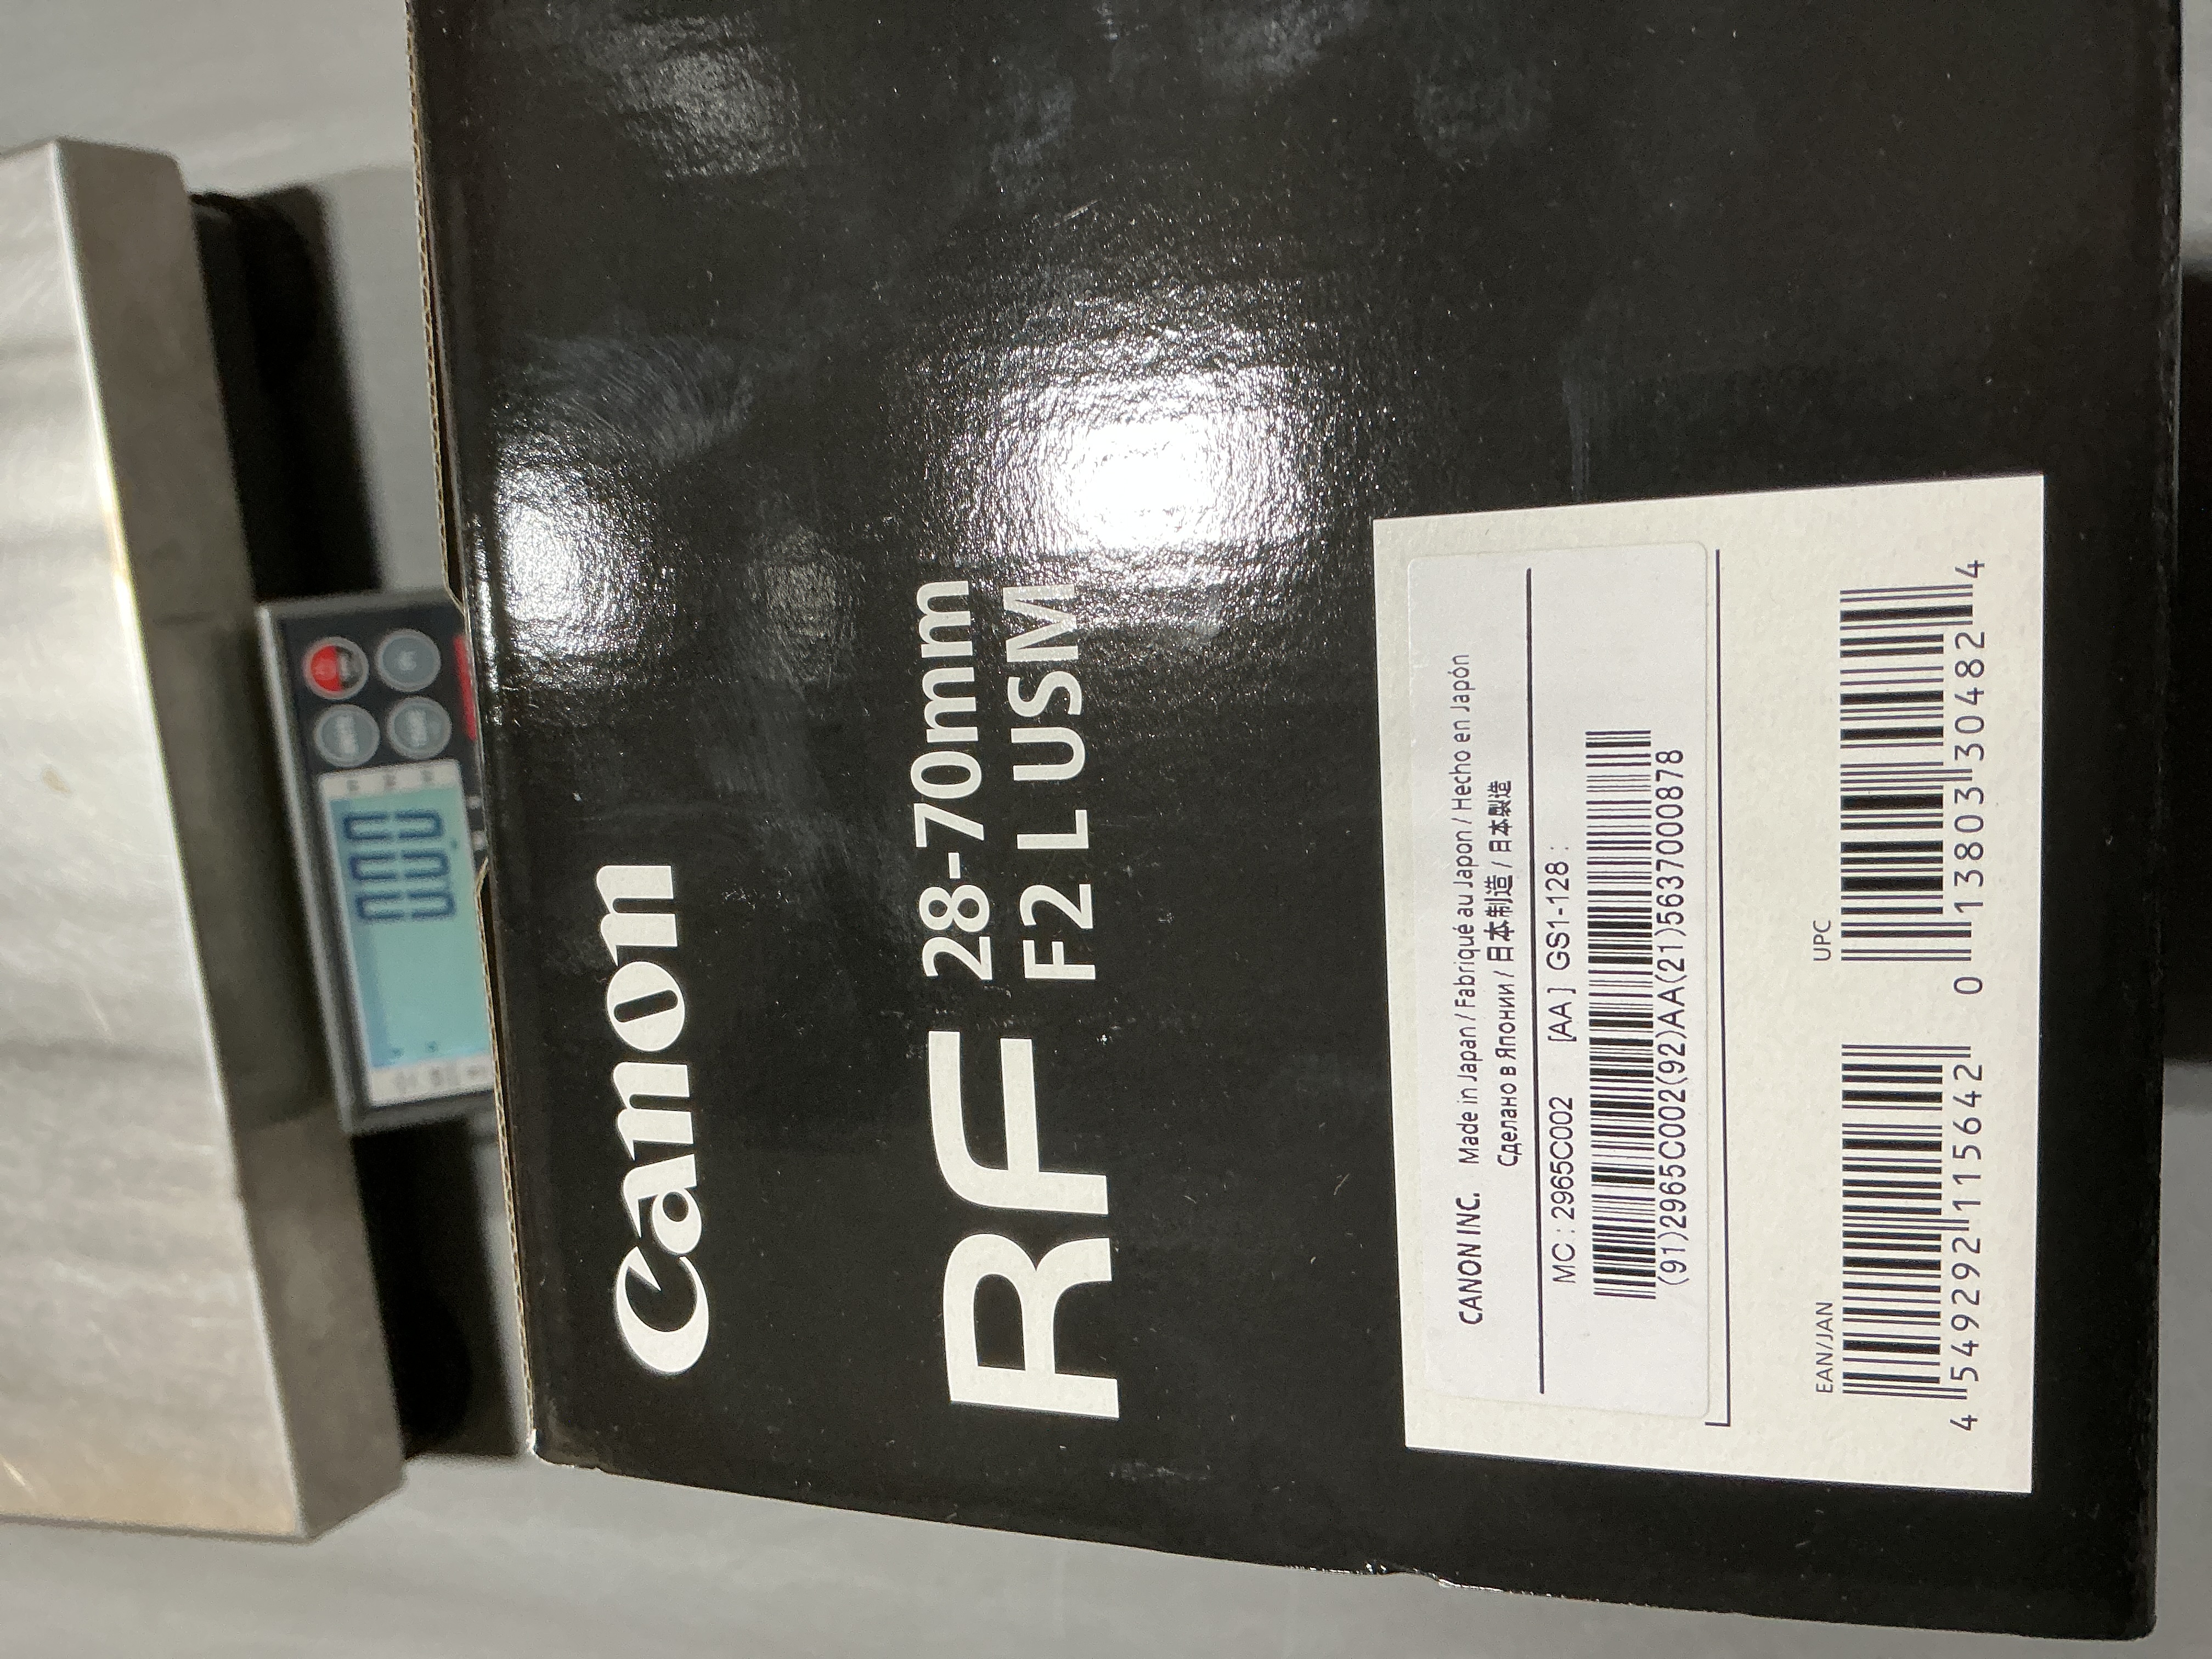 Canon
RF 28-70mm
F2 L USM
CANON INC. Made in Japan / Fabriqué au Japon / Hecho en Japón
Сделано в Японии / 日本制造 / 日本製造
MC : 2965C002 [AA ] GS1-128 :
(91)2965C002(92)AA(21)5637000878
EAN/JAN
4 549292 115642
UPC
0 13803 30482 4